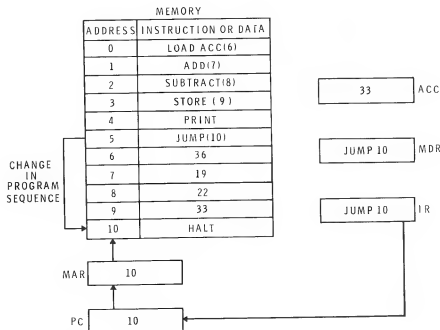 MEMORY
ADDRESS INSTRUCTION OR DATA
0 LOAD ACC(6)
1 ADD(7)
2 SUBTRACT(8)
3 STORE (9)
4 PRINT
5 JUMP(10)
6 36
7 19
8 22
9 33
10 HALT
CHANGE
IN
PROGRAM
SEQUENCE
33 ACC
JUMP 10 MDR
JUMP 10 IR
MAR 10
PC 10